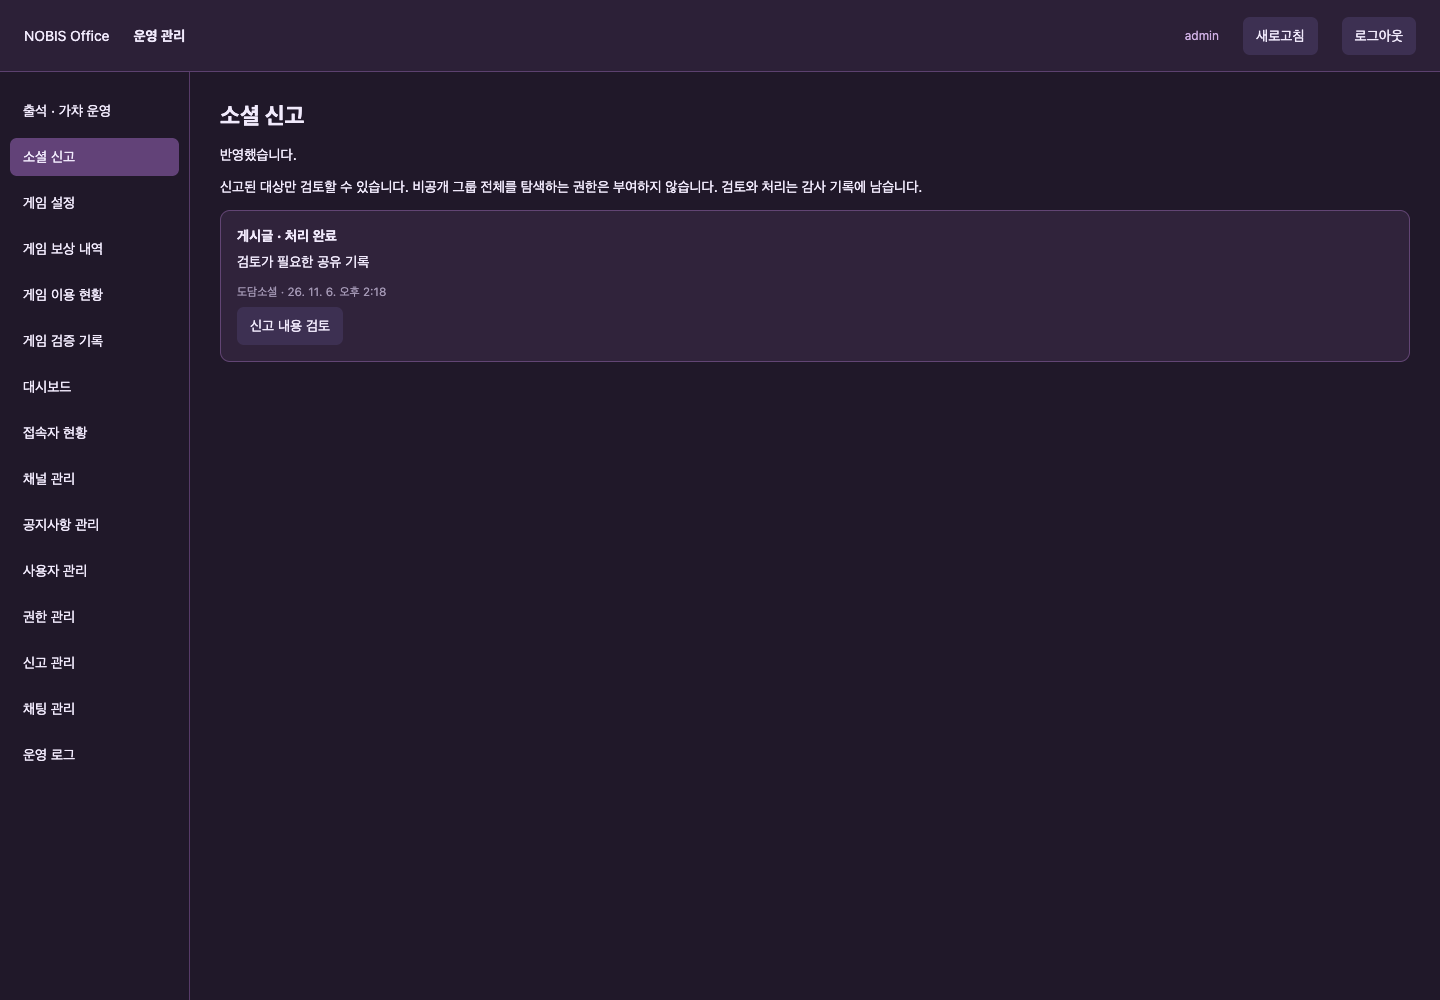 NOBIS Office 운영 관리
admin 새로고침 로그아웃
출석 · 가챠 운영
소셜 신고
게임 설정
게임 보상 내역
게임 이용 현황
게임 검증 기록
대시보드
접속자 현황
채널 관리
공지사항 관리
사용자 관리
권한 관리
신고 관리
채팅 관리
운영 로그
소셜 신고
반영했습니다.
신고된 대상만 검토할 수 있습니다. 비공개 그룹 전체를 탐색하는 권한은 부여하지 않습니다. 검토와 처리는 감사 기록에 남습니다.
게시글 · 처리 완료
검토가 필요한 공유 기록
도담소셜 · 26. 11. 6. 오후 2:18
신고 내용 검토